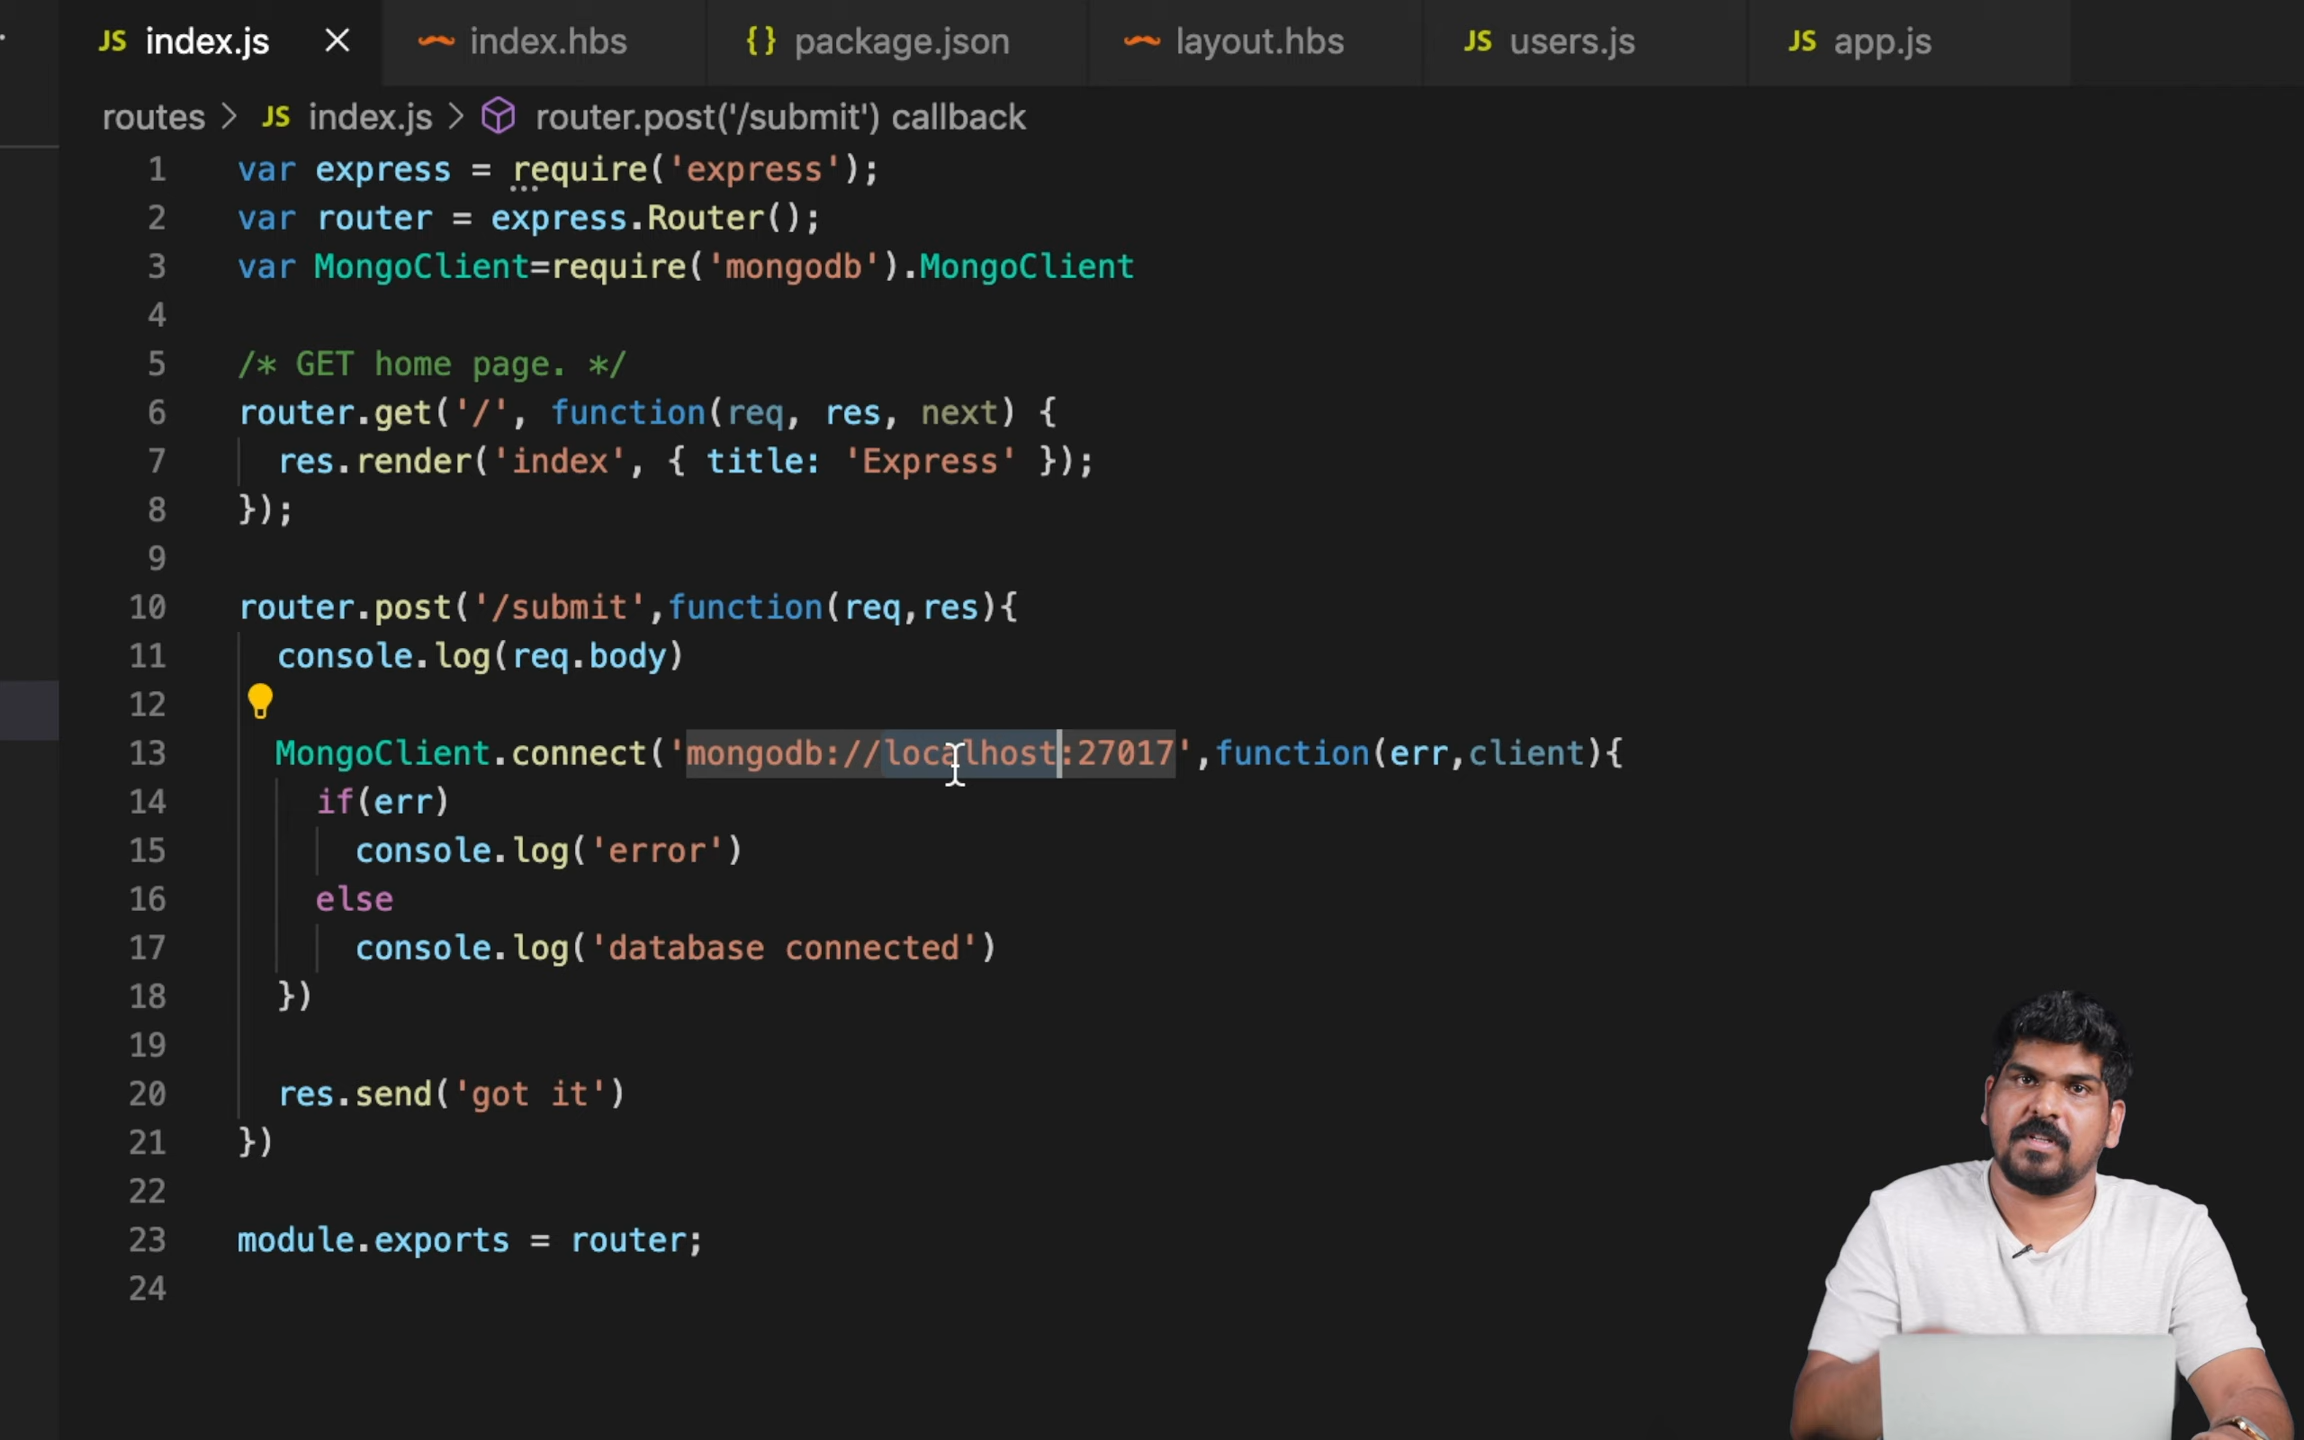 JS index.js × index.hbs {} package.json layout.hbs JS users.js JS app.js
routes > JS index.js > router.post('/submit') callback
1 var express = require('express');
2 var router = express.Router();
3 var MongoClient=require('mongodb').MongoClient
4
5 /* GET home page. */
6 router.get('/', function(req, res, next) {
7 res.render('index', { title: 'Express' });
8 });
9
10 router.post('/submit',function(req,res){
11 console.log(req.body)
12
13 MongoClient.connect('mongodb://localhost:27017',function(err,client){
14 if(err)
15 console.log('error')
16 else
17 console.log('database connected')
18 })
19
20 res.send('got it')
21 })
22
23 module.exports = router;
24